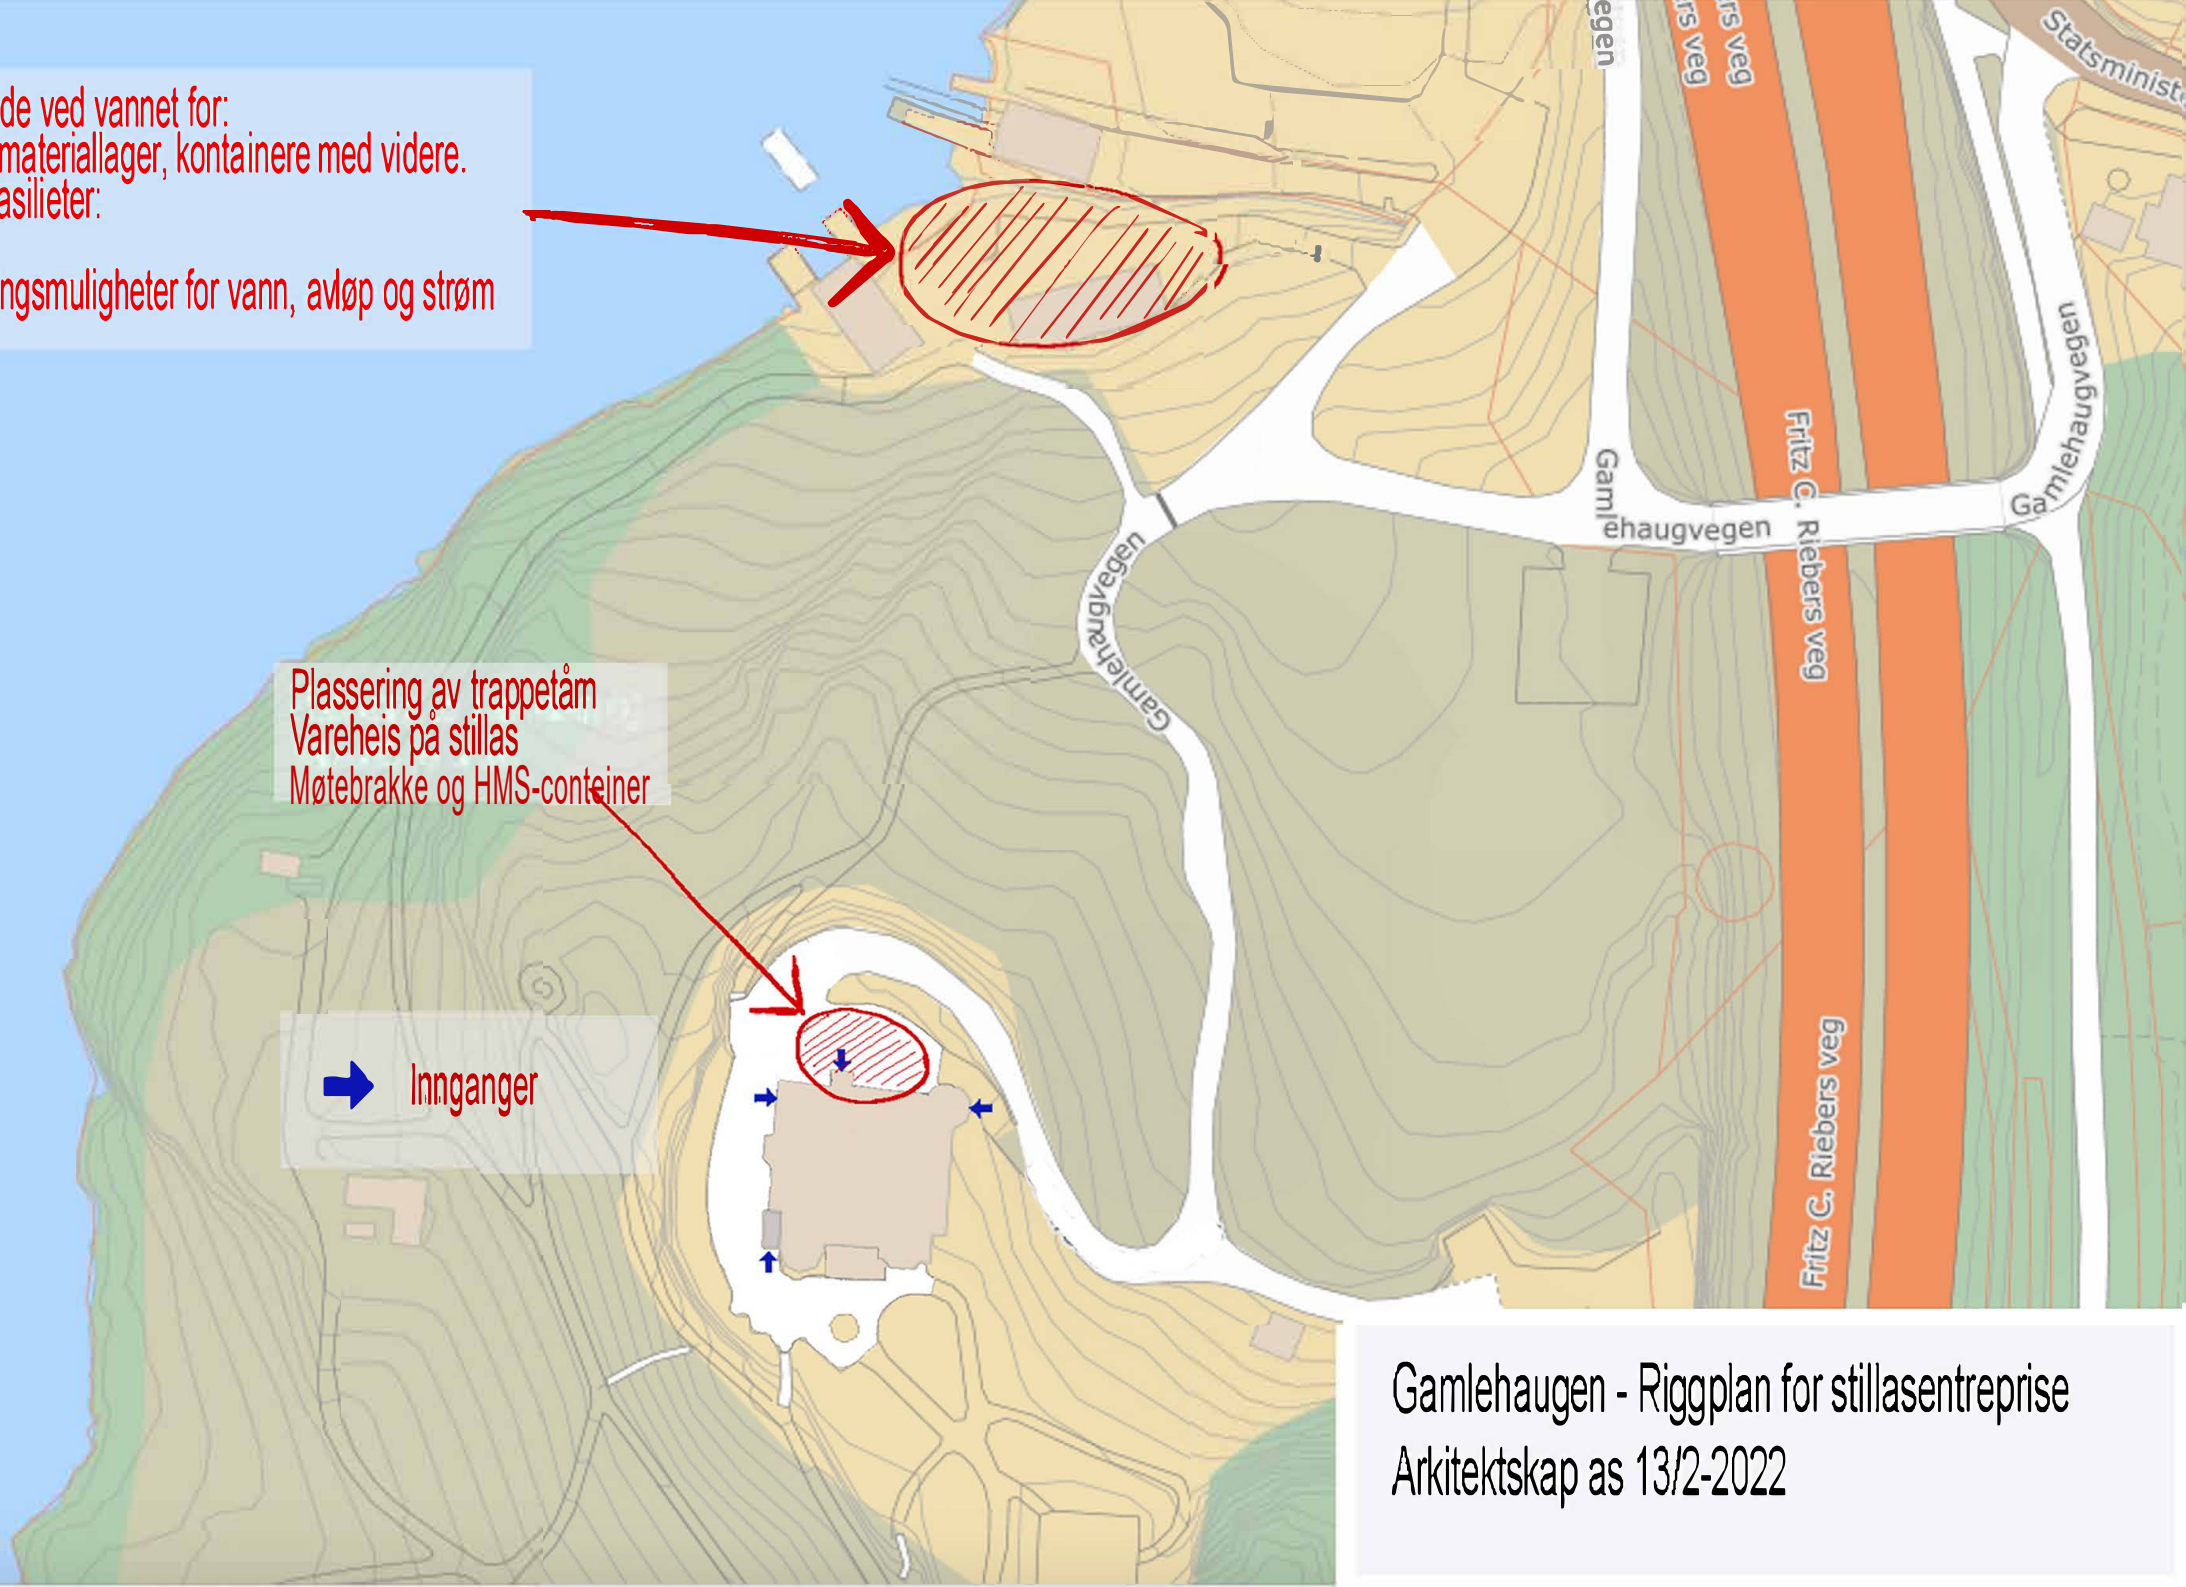 de ved vannet for:
materiallager, kontainere med videre.
asilieter:
ngsmuligheter for vann, avløp og strøm
Plassering av trappetårn
Vareheis på stillas
Møtebrakke og HMS-conteiner
Innganger
egen
rs veg
rs veg
Statsminist
Gamlehaugvegen
Gamlehaugvegen
Gamlehaugvegen
Gamlehaugvegen
Fritz C. Riebers veg
Fritz C. Riebers veg
Gamlehaugen - Riggplan for stillasentreprise
Arkitektskap as 13/2-2022